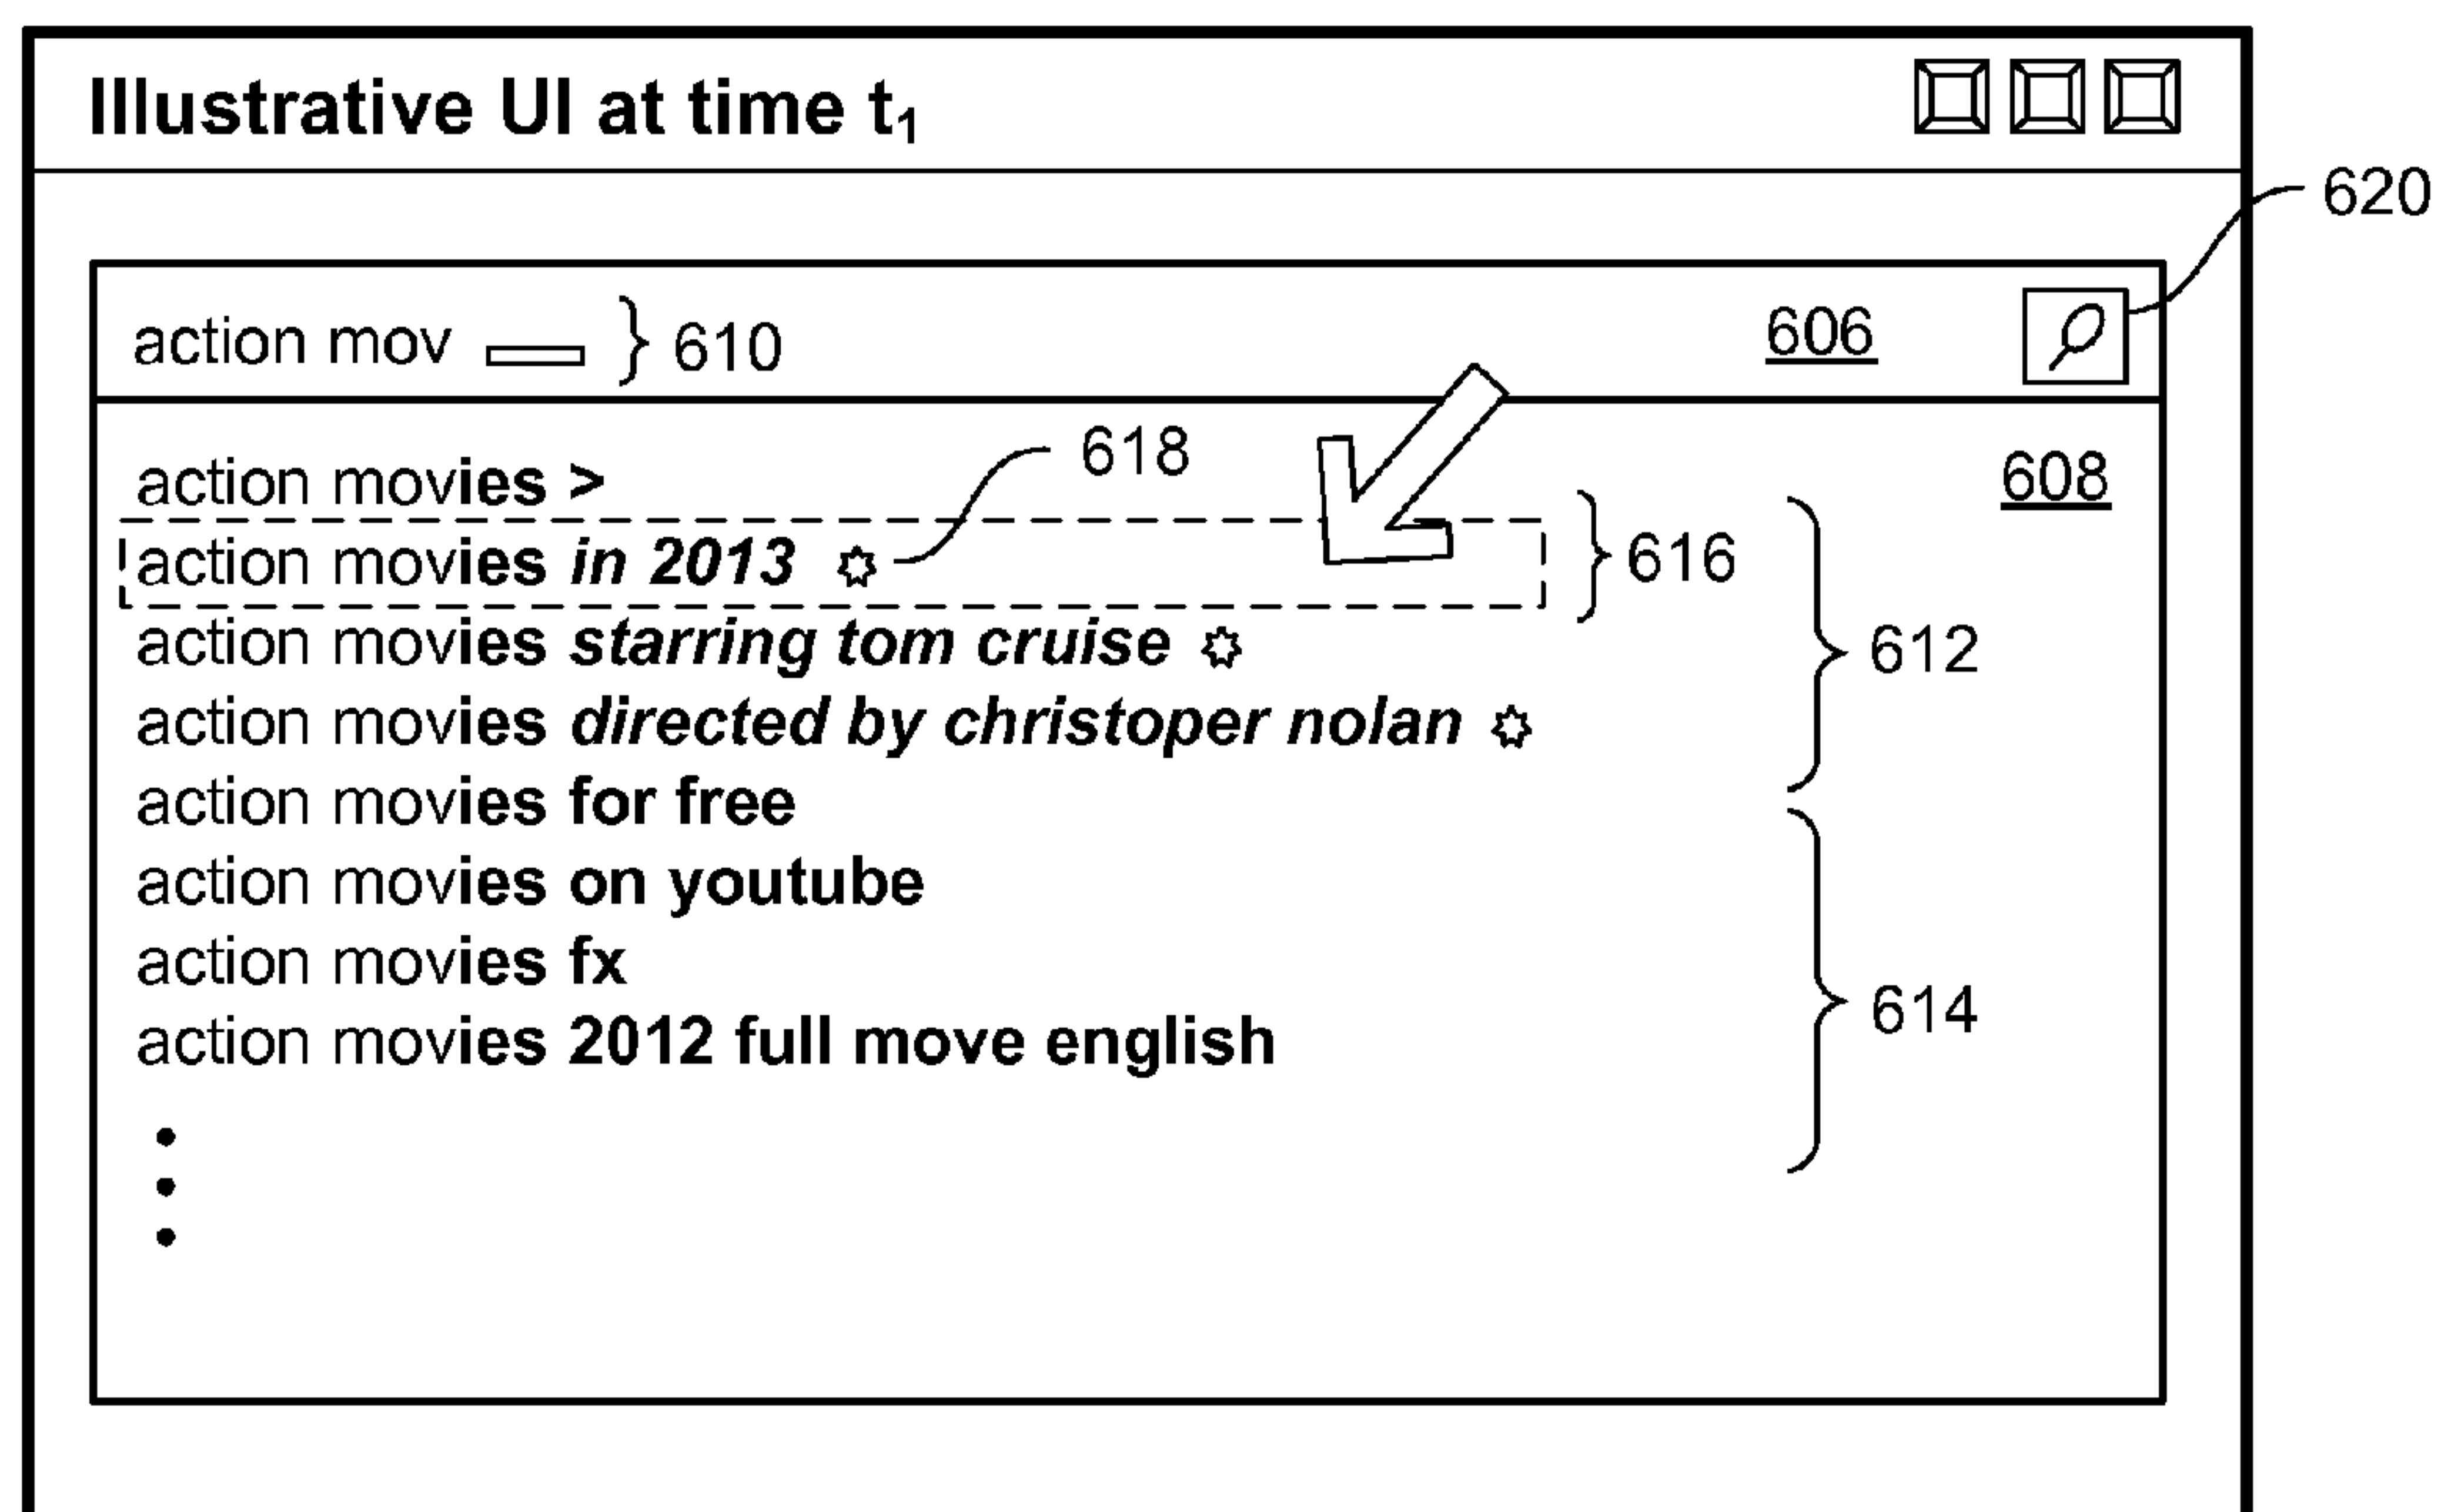 Illustrative UI at time t₁
620
action mov 610 606
618
608
action movies >
action movies in 2013
616
action movies starring tom cruise
612
action movies directed by christoper nolan
action movies for free
action movies on youtube
action movies fx
614
action movies 2012 full move english